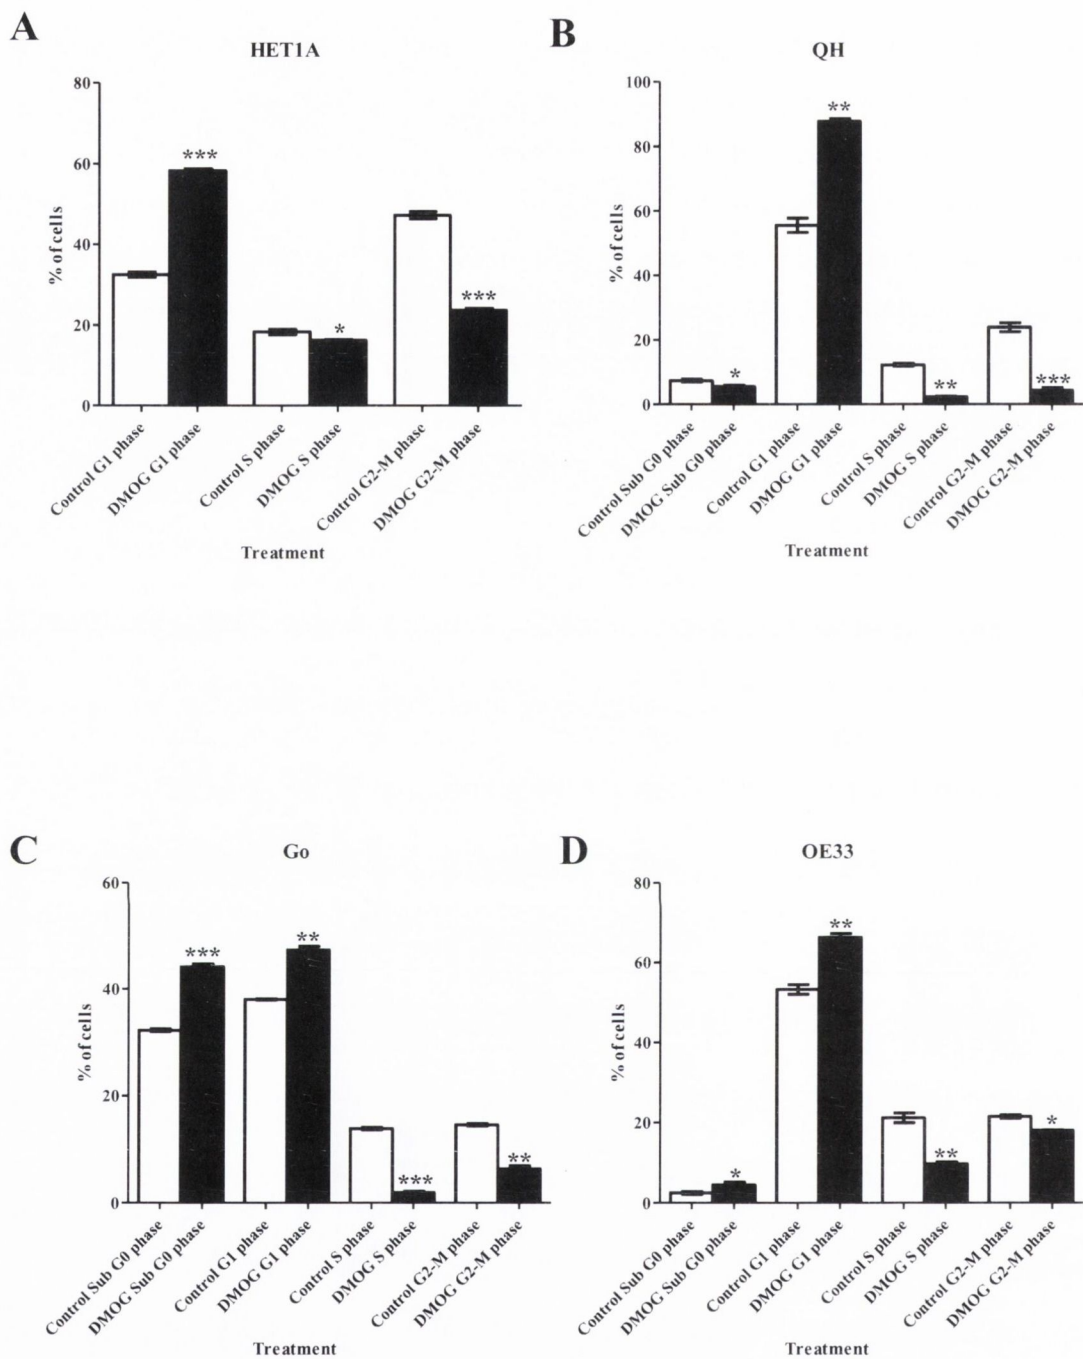 A
HET1A
80
60
40
20
0
% of cells
***
*
***
Control G1 phase
DMOG G1 phase
Control S phase
DMOG S phase
Control G2-M phase
DMOG G2-M phase
Treatment
B
QH
100
80
60
40
20
0
% of cells
*
**
**
***
Control Sub G0 phase
DMOG Sub G0 phase
Control G1 phase
DMOG G1 phase
Control S phase
DMOG S phase
Control G2-M phase
DMOG G2-M phase
Treatment
C
Go
60
40
20
0
% of cells
***
**
***
**
Control Sub G0 phase
DMOG Sub G0 phase
Control G1 phase
DMOG G1 phase
Control S phase
DMOG S phase
Control G2-M phase
DMOG G2-M phase
Treatment
D
OE33
80
60
40
20
0
% of cells
*
**
**
*
Control Sub G0 phase
DMOG Sub G0 phase
Control G1 phase
DMOG G1 phase
Control S phase
DMOG S phase
Control G2-M phase
DMOG G2-M phase
Treatment